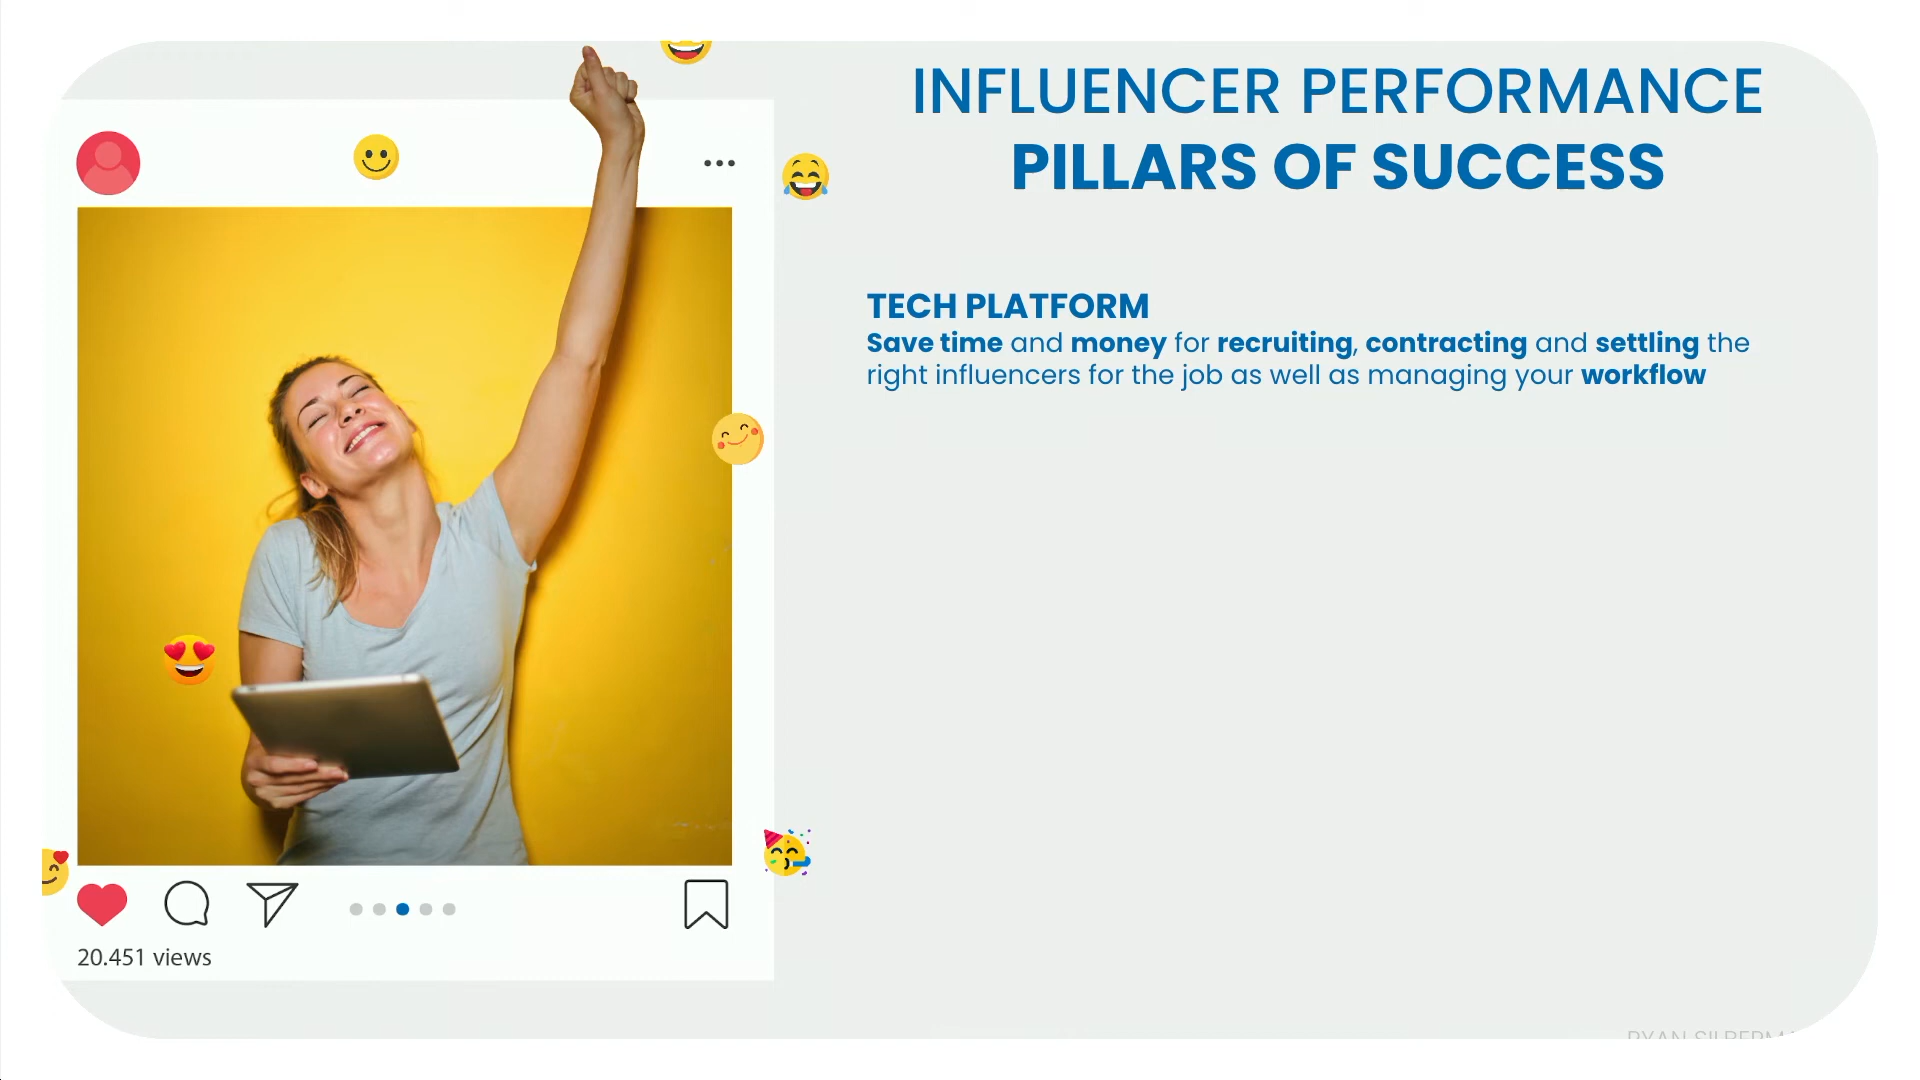 INFLUENCER PERFORMANCE
PILLARS OF SUCCESS
TECH PLATFORM
Save time and money for recruiting, contracting and settling the
right influencers for the job as well as managing your workflow
20.451 views